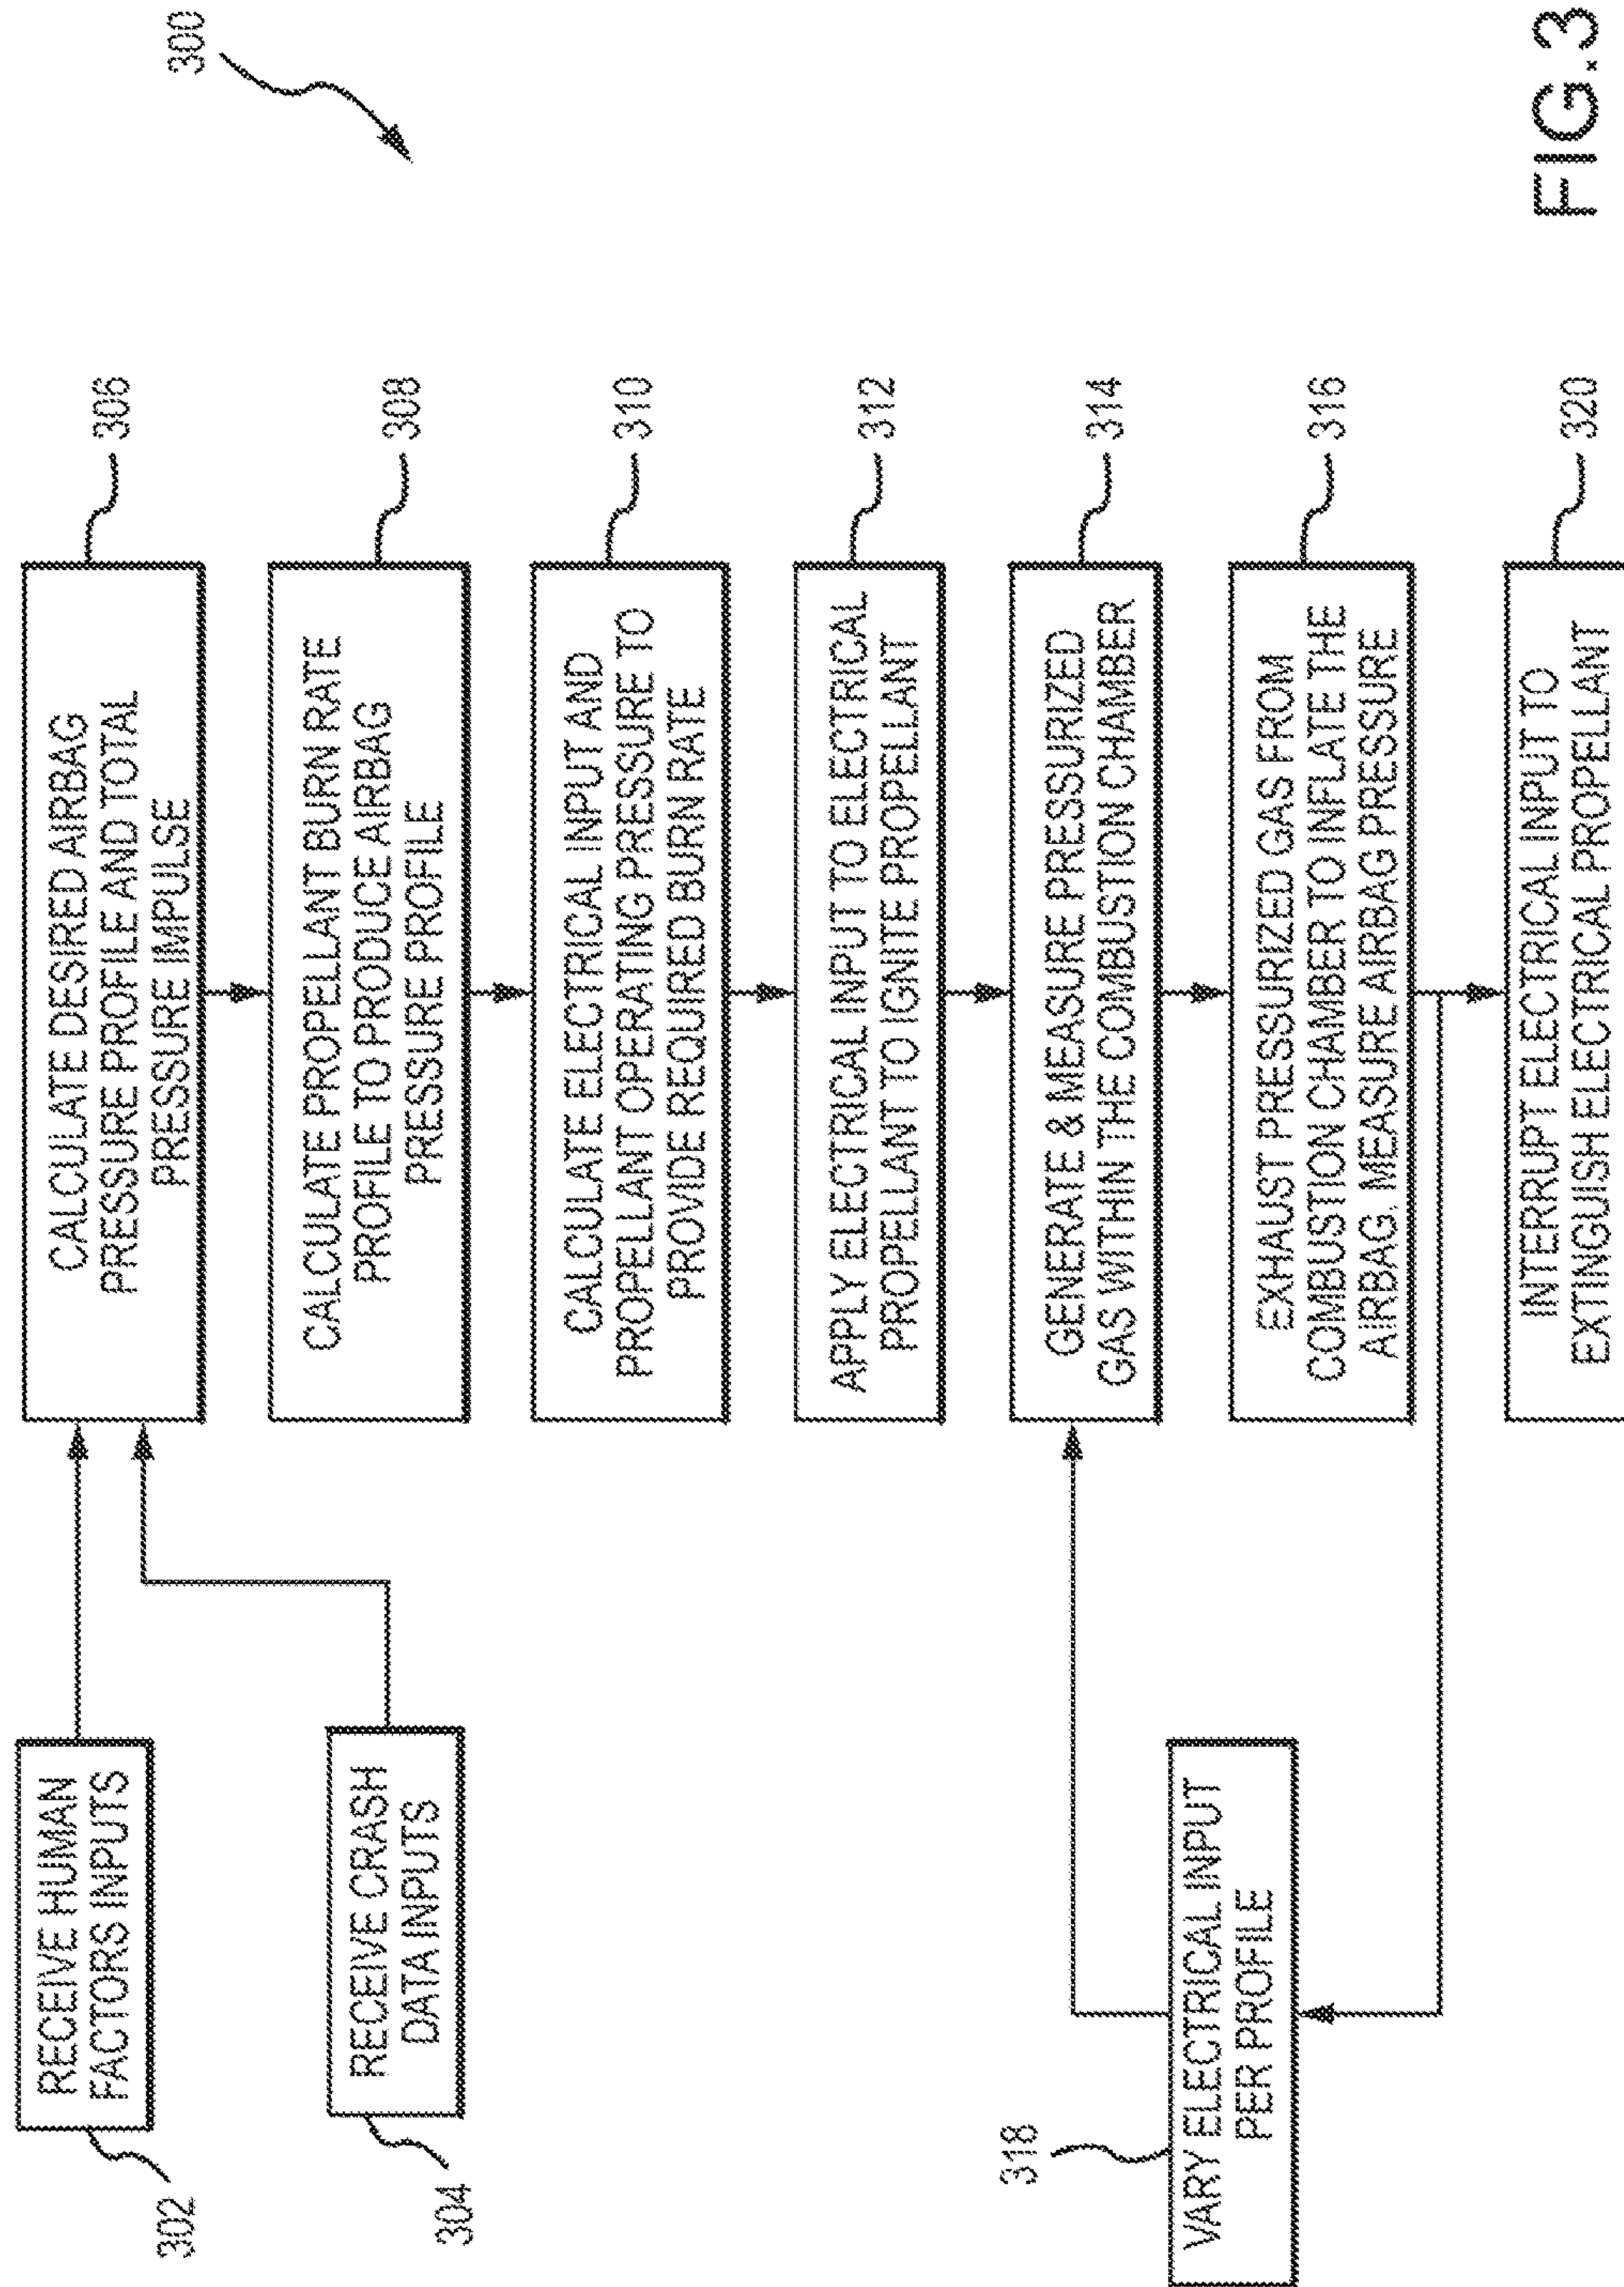 300
RECEIVE HUMAN
FACTORS INPUTS
302
RECEIVE CRASH
DATA INPUTS
304
CALCULATE DESIRED AIRBAG
PRESSURE PROFILE AND TOTAL
PRESSURE IMPULSE
306
CALCULATE PROPELLANT BURN RATE
PROFILE TO PRODUCE AIRBAG
PRESSURE PROFILE
308
CALCULATE ELECTRICAL INPUT AND
PROPELLANT OPERATING PRESSURE TO
PROVIDE REQUIRED BURN RATE
310
APPLY ELECTRICAL INPUT TO ELECTRICAL
PROPELLANT TO IGNITE PROPELLANT
312
GENERATE & MEASURE PRESSURIZED
GAS WITHIN THE COMBUSTION CHAMBER
314
EXHAUST PRESSURIZED GAS FROM
COMBUSTION CHAMBER TO INFLATE THE
AIRBAG, MEASURE AIRBAG PRESSURE
316
318
VARY ELECTRICAL INPUT
PER PROFILE
INTERRUPT ELECTRICAL INPUT TO
EXTINGUISH ELECTRICAL PROPELLANT
320
FIG.3